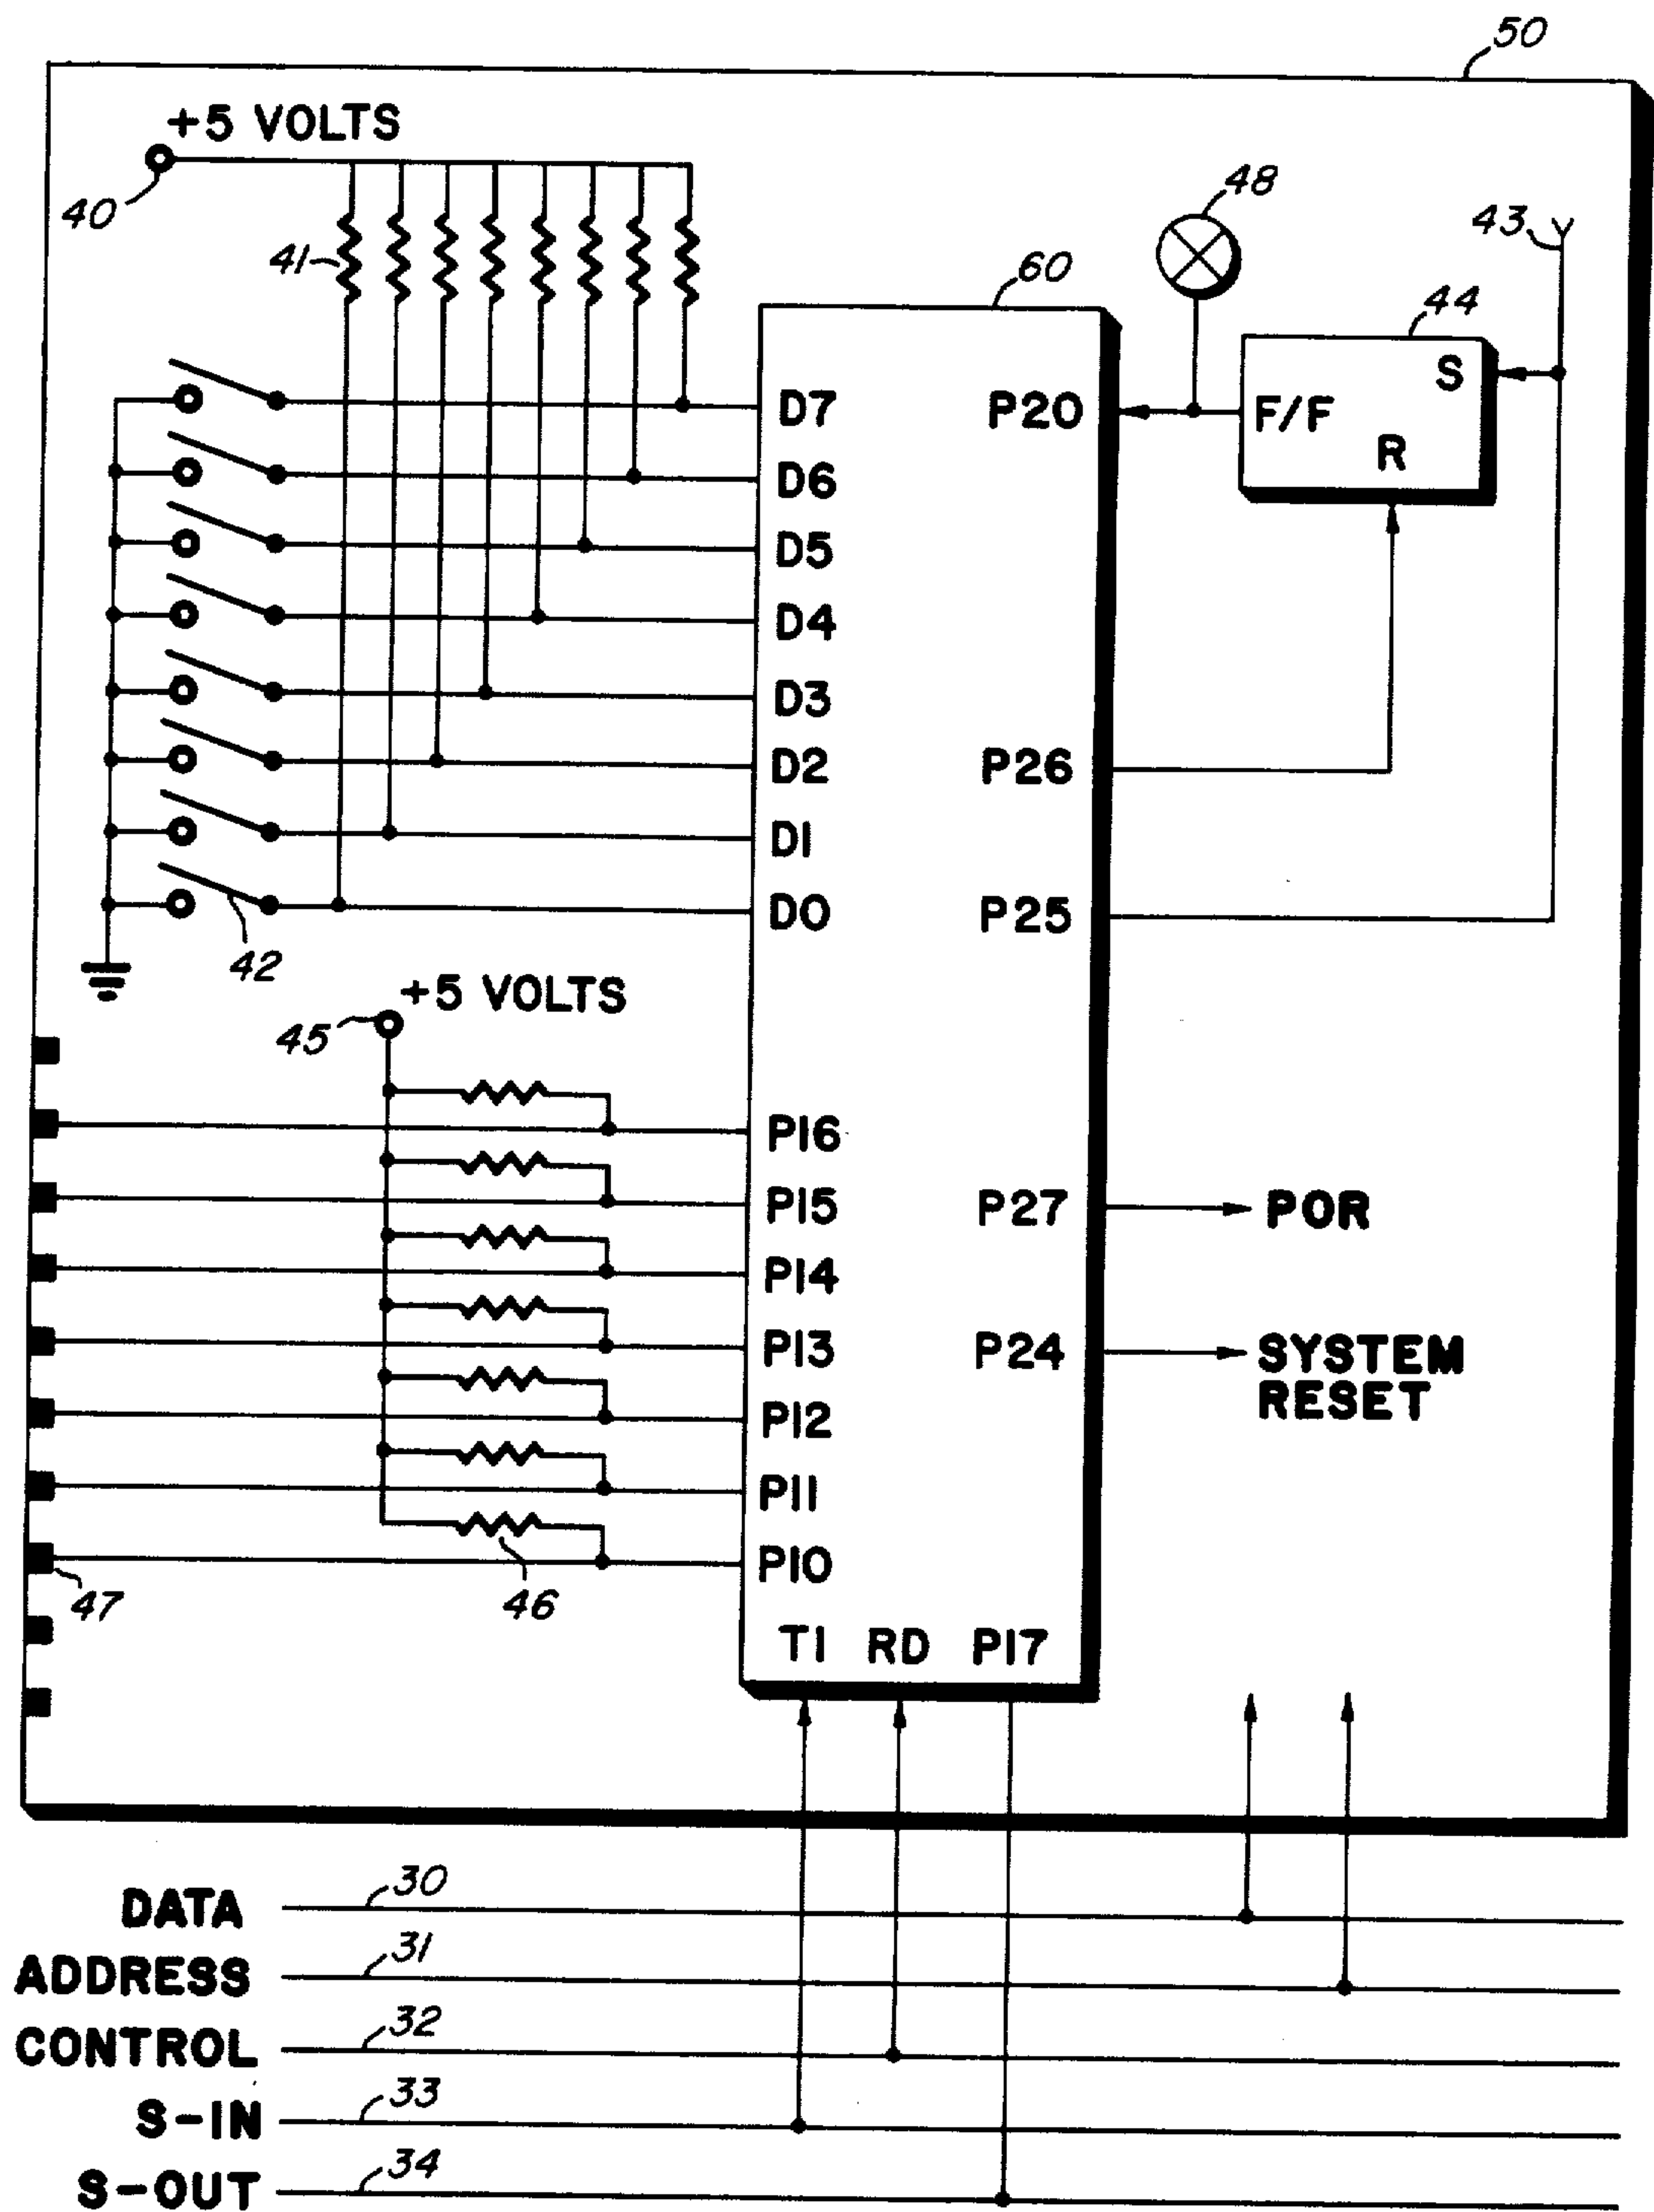 50
+5 VOLTS
40
41
48
43
60
44
S
D7
P20
F/F
R
D6
D5
D4
D3
D2
P26
D1
D0
P25
42
+5 VOLTS
45
P16
P15
P27
POR
P14
P13
P24
SYSTEM
RESET
P12
P11
P10
47
46
T1
RD
P17
DATA
30
ADDRESS
31
CONTROL
32
S-IN
33
S-OUT
34